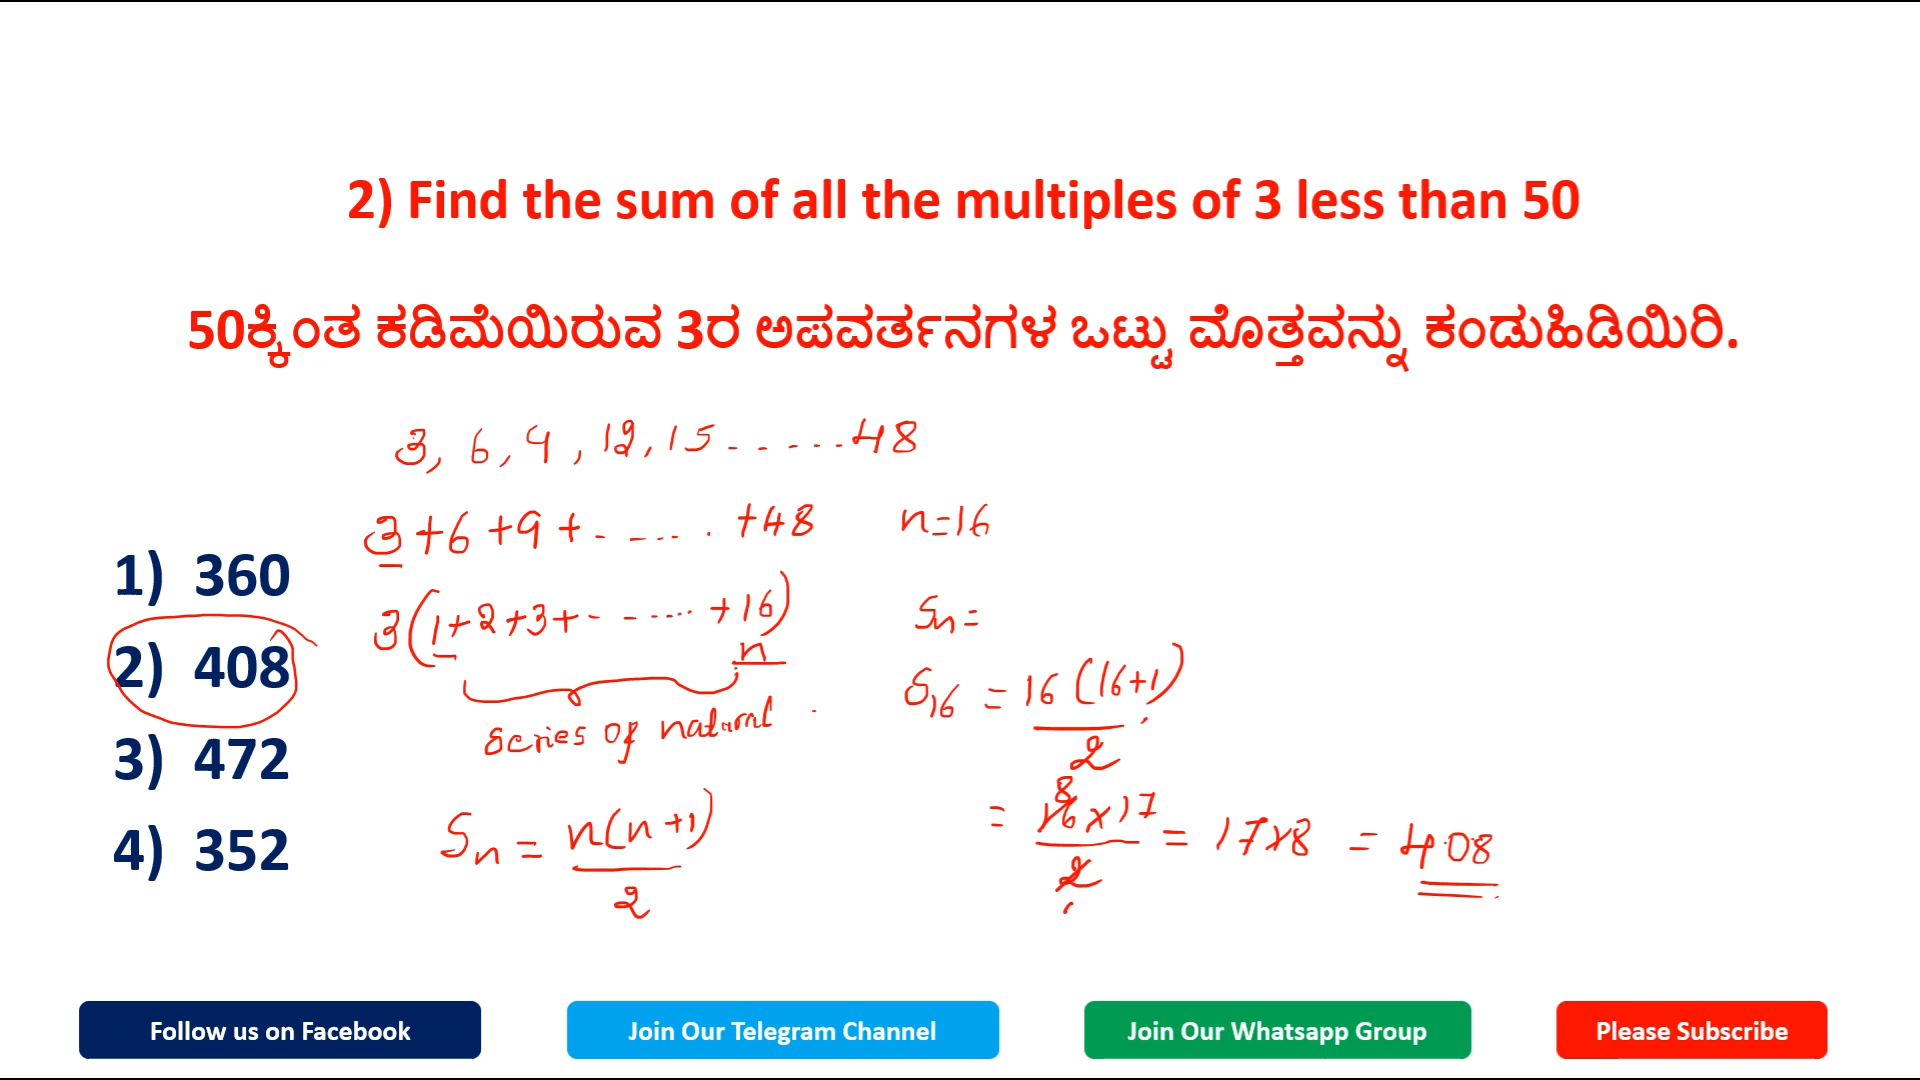 2) Find the sum of all the multiples of 3 less than 50
50ಕ್ಕಿಂತ ಕಡಿಮೆಯಿರುವ 3ರ ಅಪವರ್ತನಗಳ ಒಟ್ಟು ಮೊತ್ತವನ್ನು ಕಂಡುಹಿಡಿಯಿರಿ.
3, 6, 9, 12, 15 - - - - - 48
3 + 6 + 9 + - - - - - + 48
3 (1 + 2 + 3 + - - - - - + 16)
n
series of natural
Sn = n(n+1) / 2
n = 16
Sn =
S16 = 16 (16+1) / 2
= 16 8 x 17 / 2 = 17x8 = 408
1) 360
2) 408
3) 472
4) 352
Follow us on Facebook
Join Our Telegram Channel
Join Our Whatsapp Group
Please Subscribe